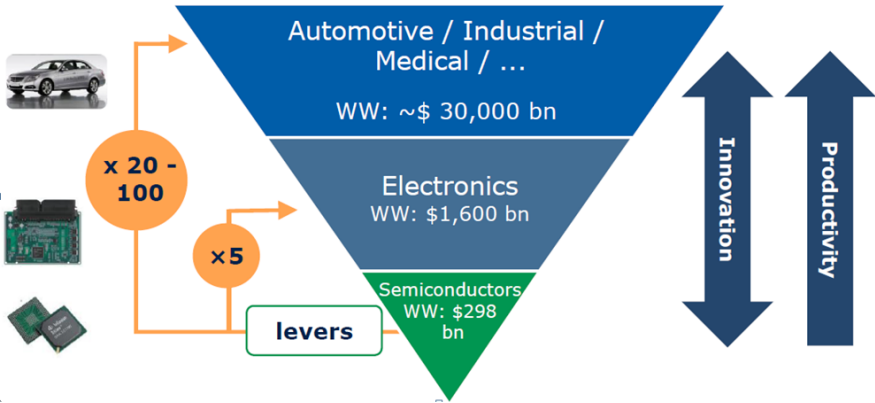 Automotive / Industrial /
Medical / ...
WW: ~$ 30,000 bn
x 20 -
100
Electronics
WW: $1,600 bn
×5
Semiconductors
WW: $298
bn
levers
Innovation
Productivity